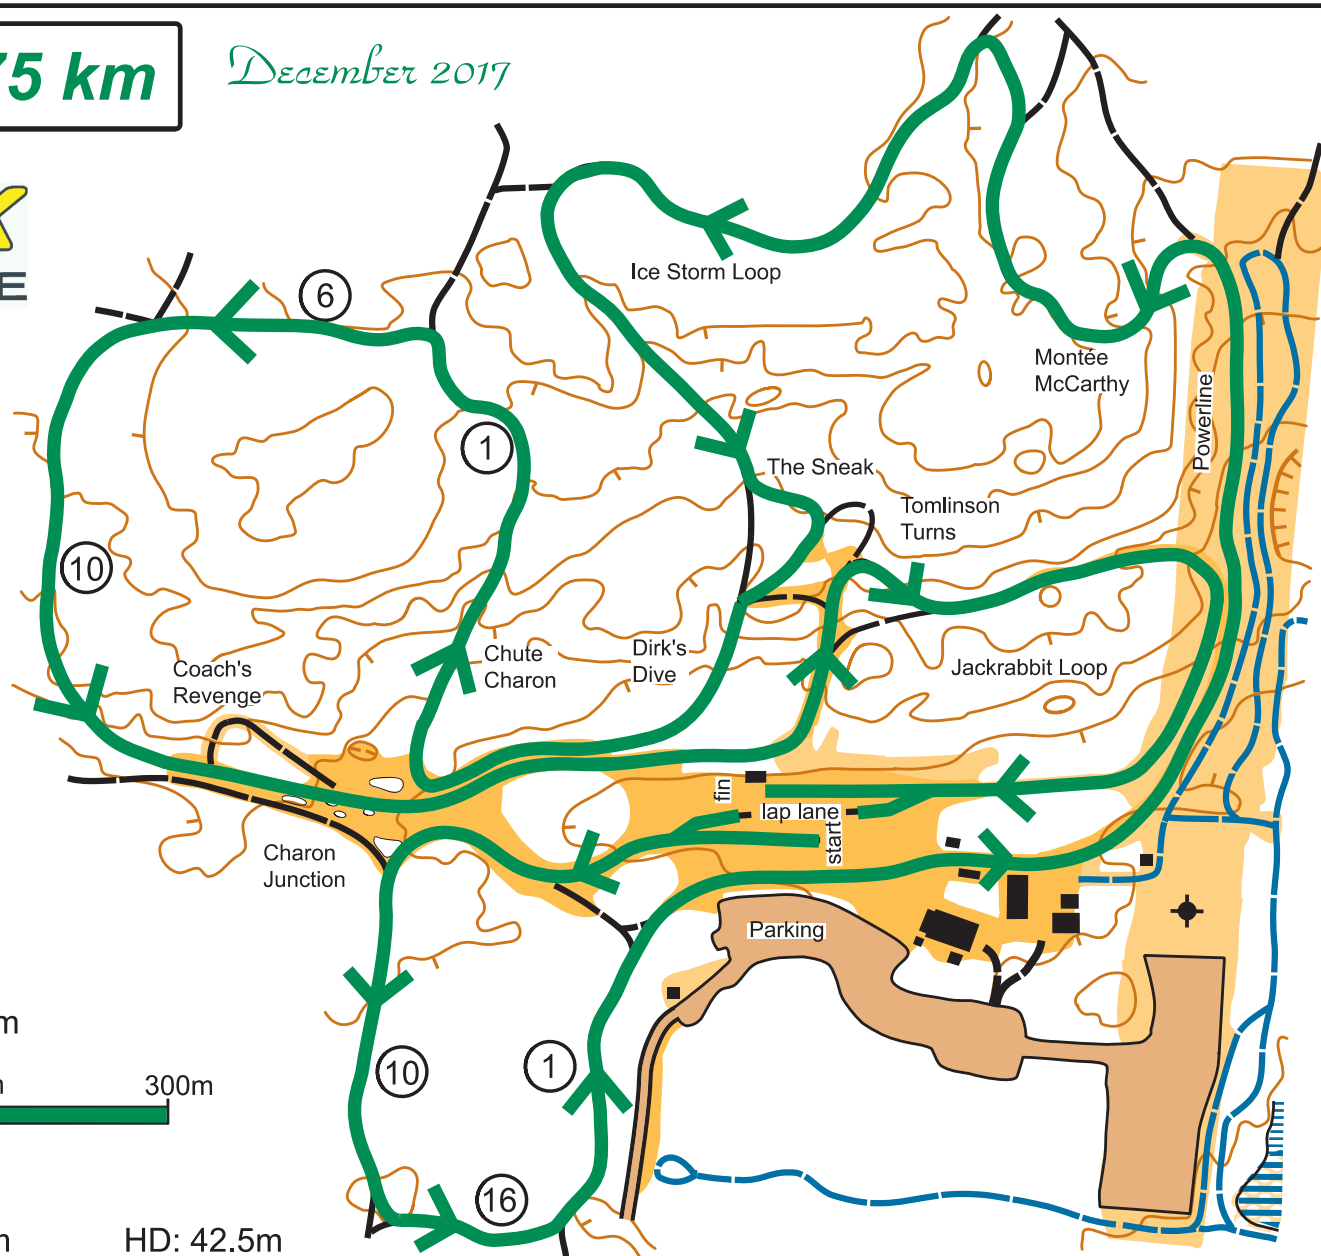 75 km
December 2017
X
E
6
Ice Storm Loop
Montée
McCarthy
Powerline
1
The Sneak
Tomlinson
Turns
10
Coach's
Revenge
Chute
Charon
Dirk's
Dive
Jackrabbit Loop
fin
lap lane
start
Charon
Junction
Parking
m
10
1
300m
16
HD: 42.5m